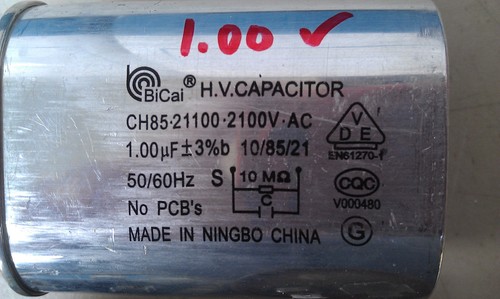 1.00 ✓
BiCai® H.V.CAPACITOR
CH85·21100·2100V·AC
1.00µF±3%b 10/85/21
50/60Hz S 10 MΩ
C
No PCB's
MADE IN NINGBO CHINA
V
D E
EN61270-1
CQC
V000480
G